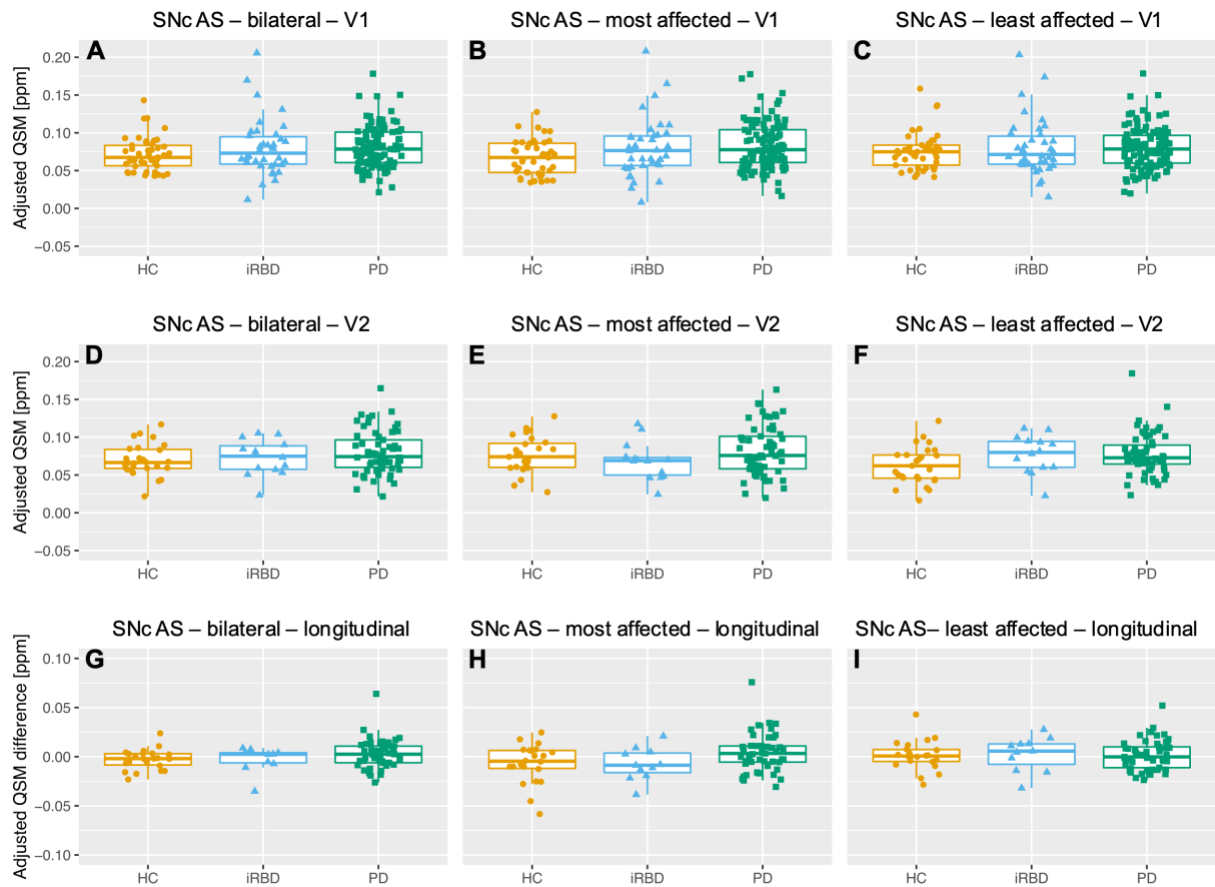 SNc AS – bilateral – V1
SNc AS – most affected – V1
SNc AS – least affected – V1
A
B
C
Adjusted QSM [ppm]
0.20
0.15
0.10
0.05
0.00
−0.05
HC
iRBD
PD
HC
iRBD
PD
HC
iRBD
PD
SNc AS – bilateral – V2
SNc AS – most affected – V2
SNc AS – least affected – V2
D
E
F
Adjusted QSM [ppm]
0.20
0.15
0.10
0.05
0.00
−0.05
HC
iRBD
PD
HC
iRBD
PD
HC
iRBD
PD
SNc AS – bilateral – longitudinal
SNc AS – most affected – longitudinal
SNc AS– least affected – longitudinal
G
H
I
Adjusted QSM difference [ppm]
0.10
0.05
0.00
−0.05
−0.10
HC
iRBD
PD
HC
iRBD
PD
HC
iRBD
PD